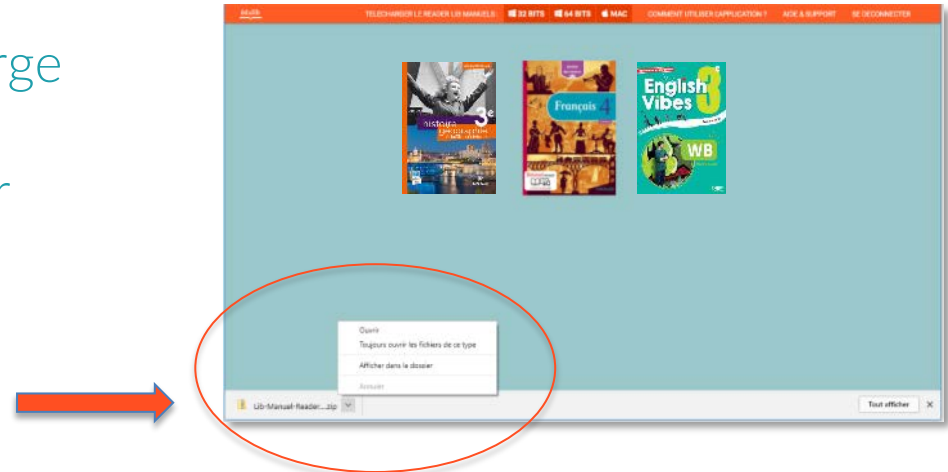 rge
r
TELECHARGER LE READER LIB MANUELS : 32 BITS 64 BITS MAC COMMENT UTILISER L'APPLICATION ? AIDE & SUPPORT SE DECONNECTER
histoire
3e
Français 4
English 3e
Vibes
WB
Ouvrir
Toujours ouvrir les fichiers de ce type
Afficher dans le dossier
Annuler
Lib-Manuel-Reader....zip
Tout afficher